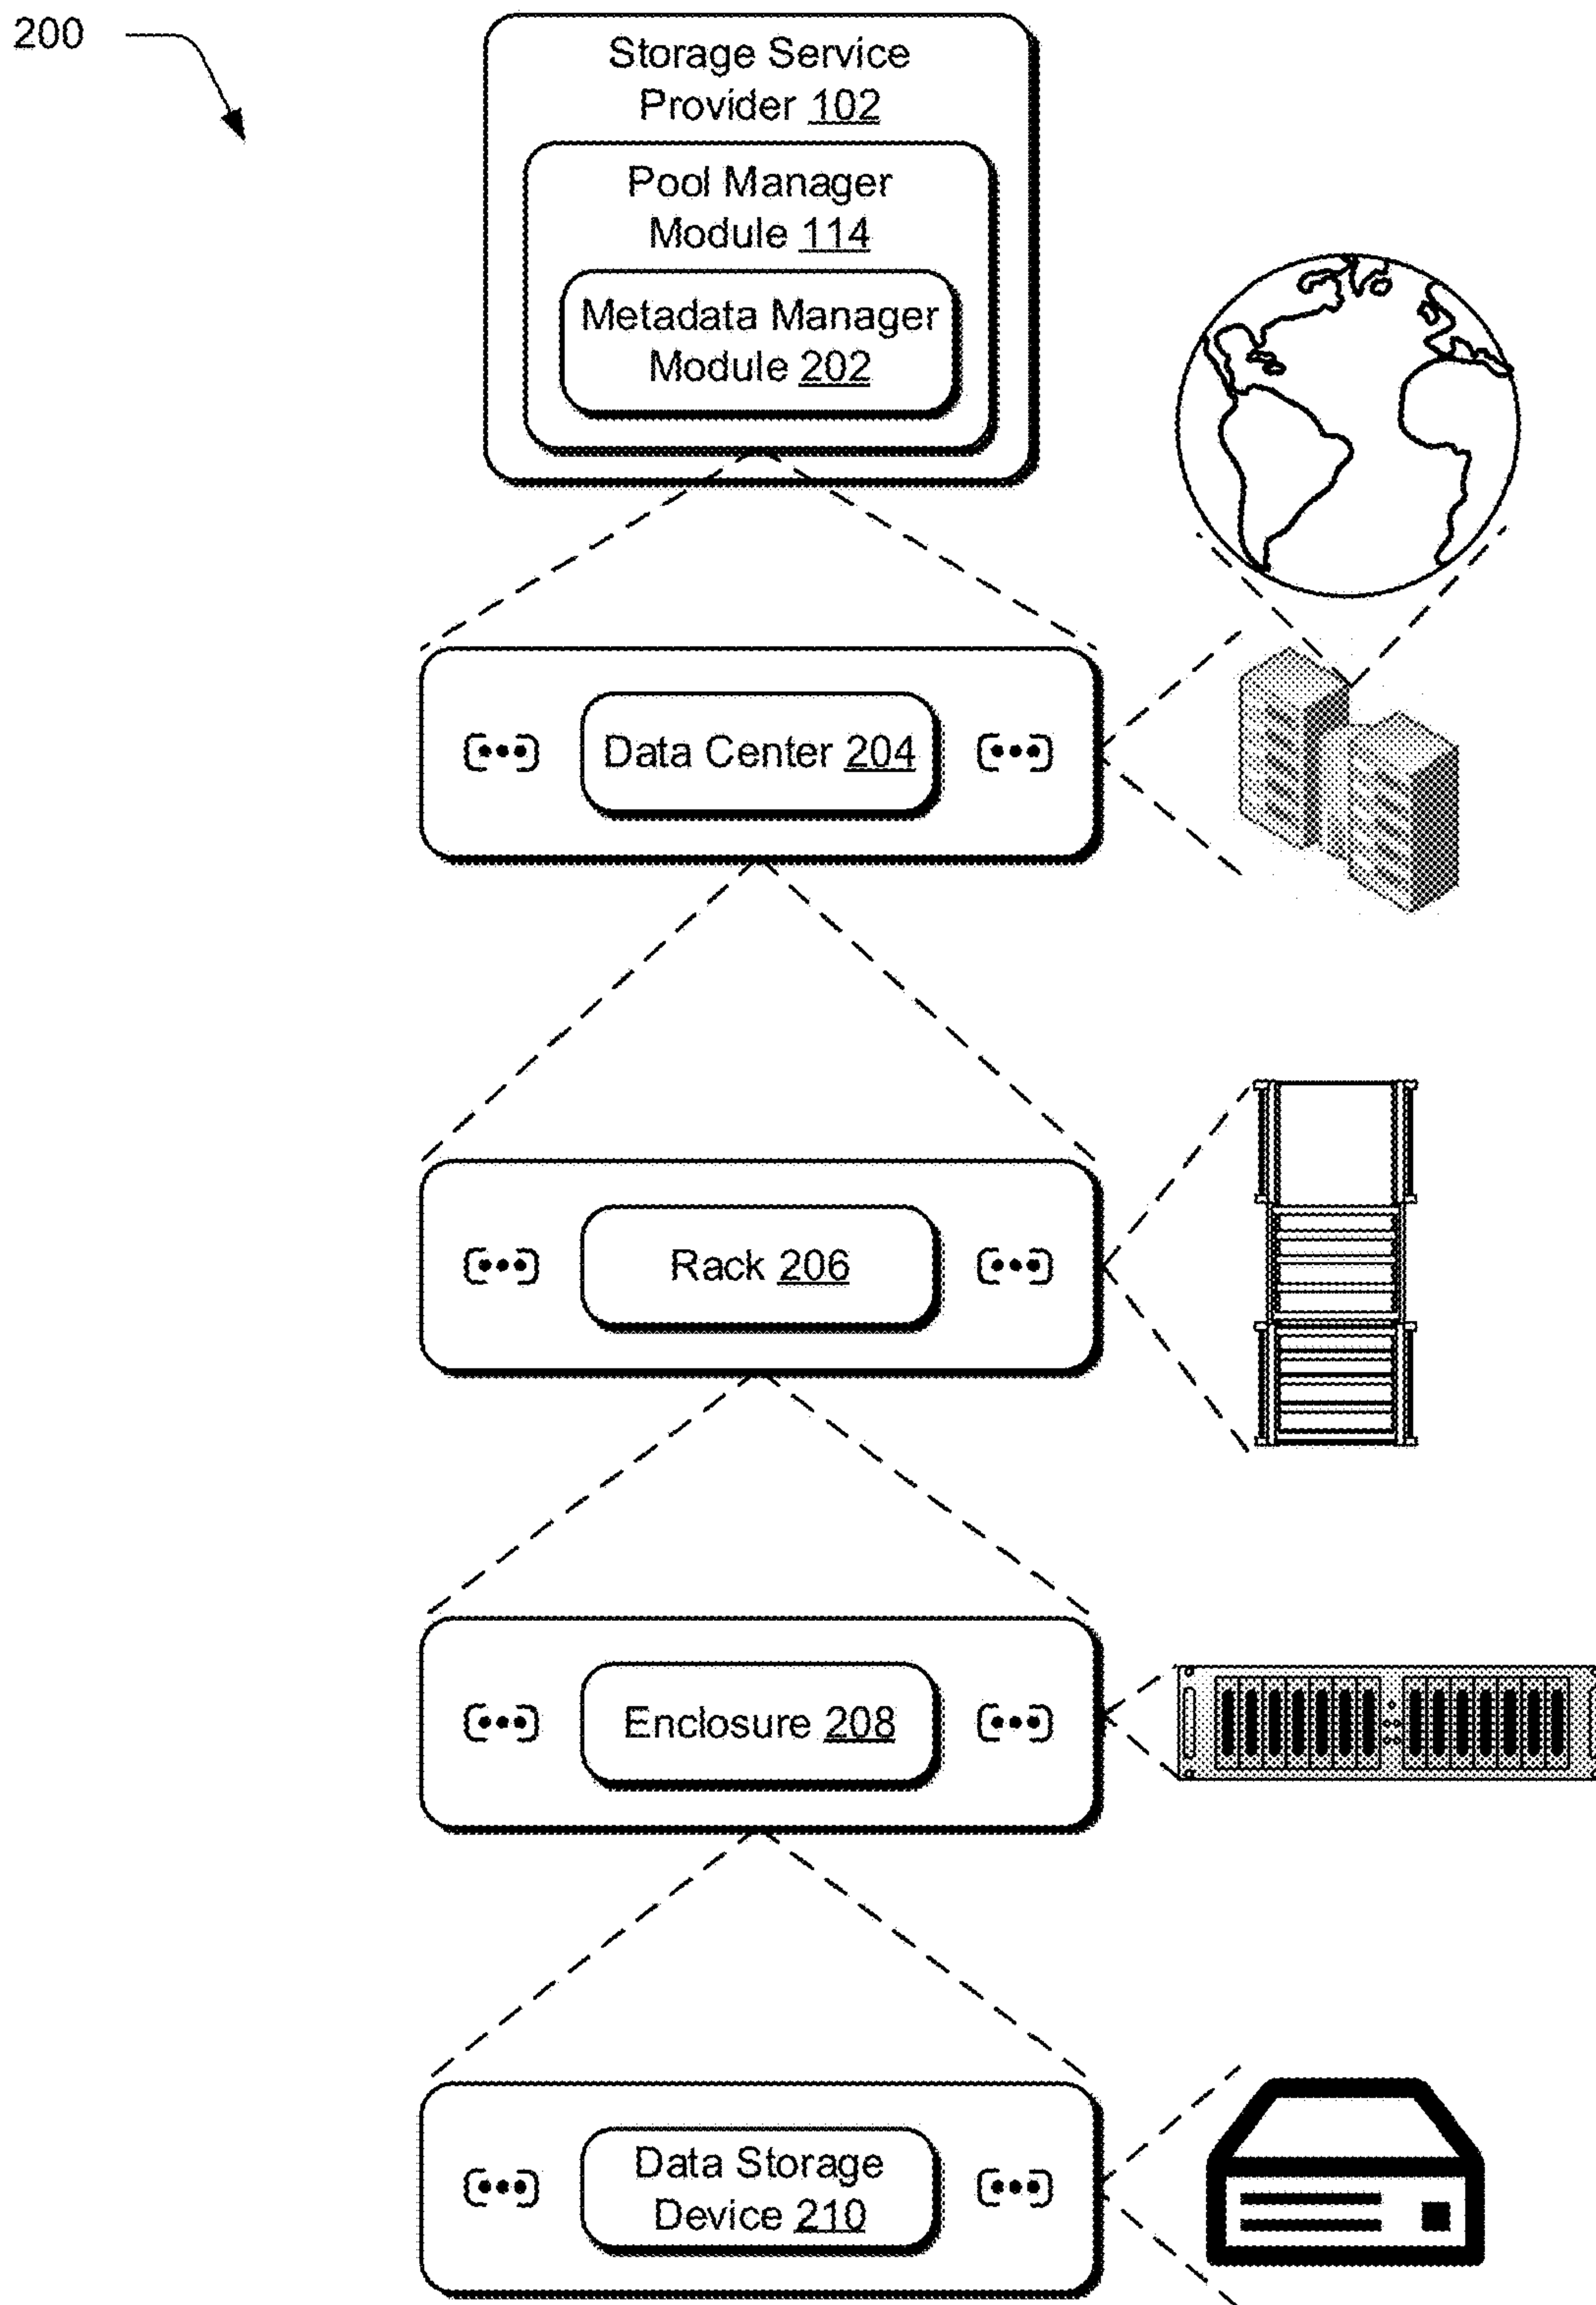 200
Storage Service
Provider 102
Pool Manager
Module 114
Metadata Manager
Module 202
Data Center 204
Rack 206
Enclosure 208
Data Storage
Device 210